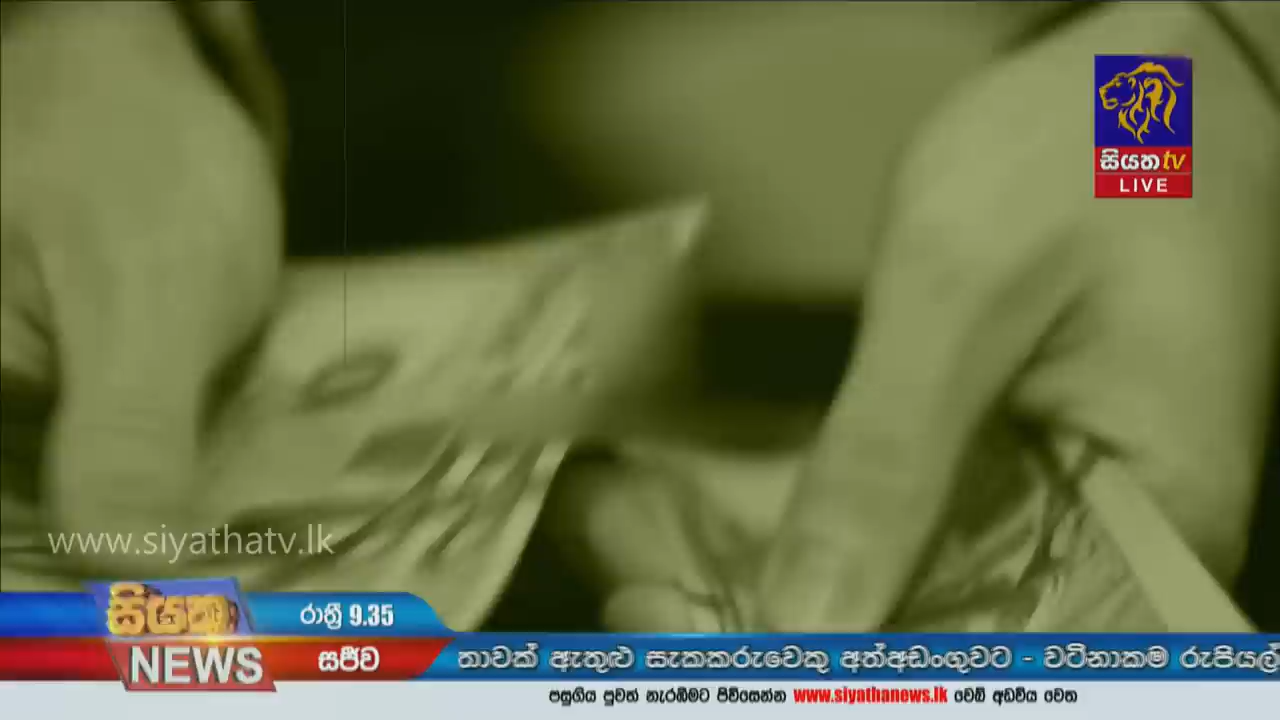 සියත tv
LIVE
www.siyathatv.lk
සියත
NEWS
රාත්‍රී 9.35
සජීව
තාවක් ඇතුළු සැකකරුවෙකු අත්අඩංගුවට - වටිනාකම රුපියල්
පසුගිය පුවත් නැරඹීමට පිවිසෙන්න www.siyathanews.lk වෙබ් අඩවිය වෙත